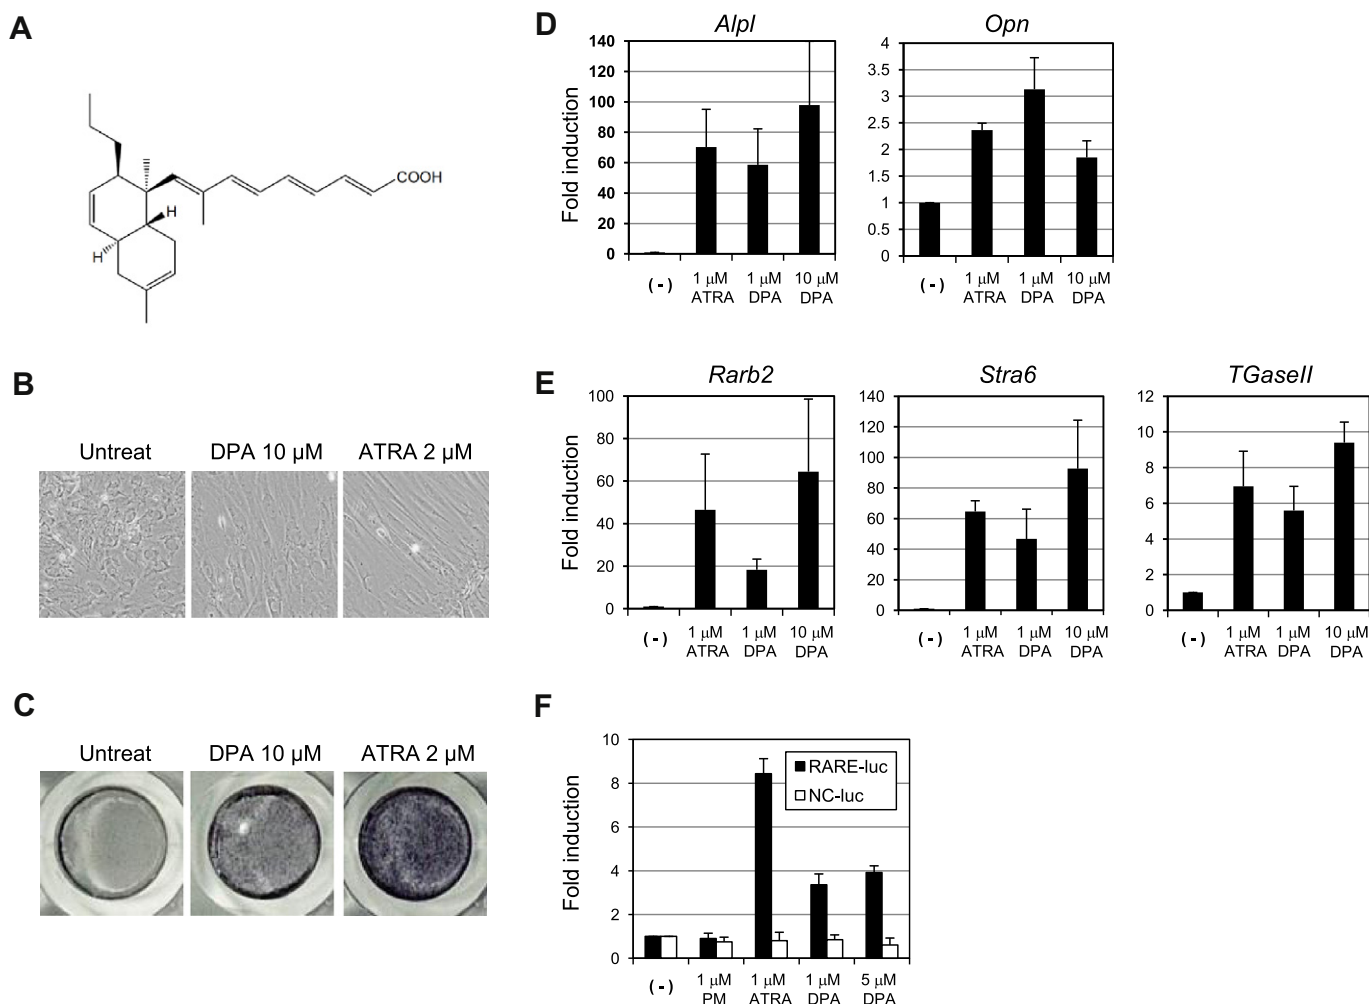 A
COOH
H
H
B
Untreat DPA 10 µM ATRA 2 µM
C
Untreat DPA 10 µM ATRA 2 µM
D
Alpl
Fold induction
140
120
100
80
60
40
20
0
(-) 1 µM ATRA 1 µM DPA 10 µM DPA
Opn
4
3.5
3
2.5
2
1.5
1
0.5
0
(-) 1 µM ATRA 1 µM DPA 10 µM DPA
E
Rarb2
Fold induction
100
80
60
40
20
0
(-) 1 µM ATRA 1 µM DPA 10 µM DPA
Stra6
140
120
100
80
60
40
20
0
(-) 1 µM ATRA 1 µM DPA 10 µM DPA
TGaseII
12
10
8
6
4
2
0
(-) 1 µM ATRA 1 µM DPA 10 µM DPA
F
Fold induction
10
8
6
4
2
0
RARE-luc
NC-luc
(-) 1 µM PM 1 µM ATRA 1 µM DPA 5 µM DPA